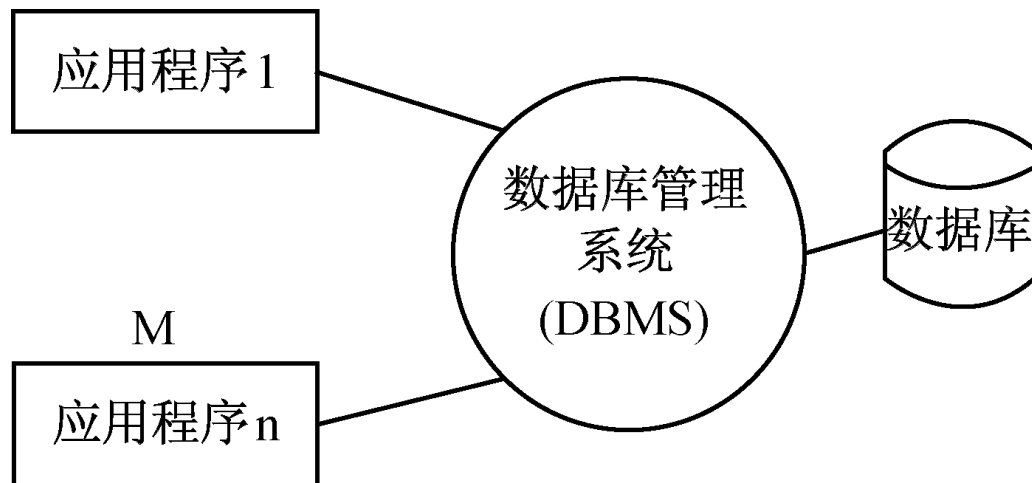 应用程序1
数据库管理
系统
(DBMS)
数据库
M
应用程序n